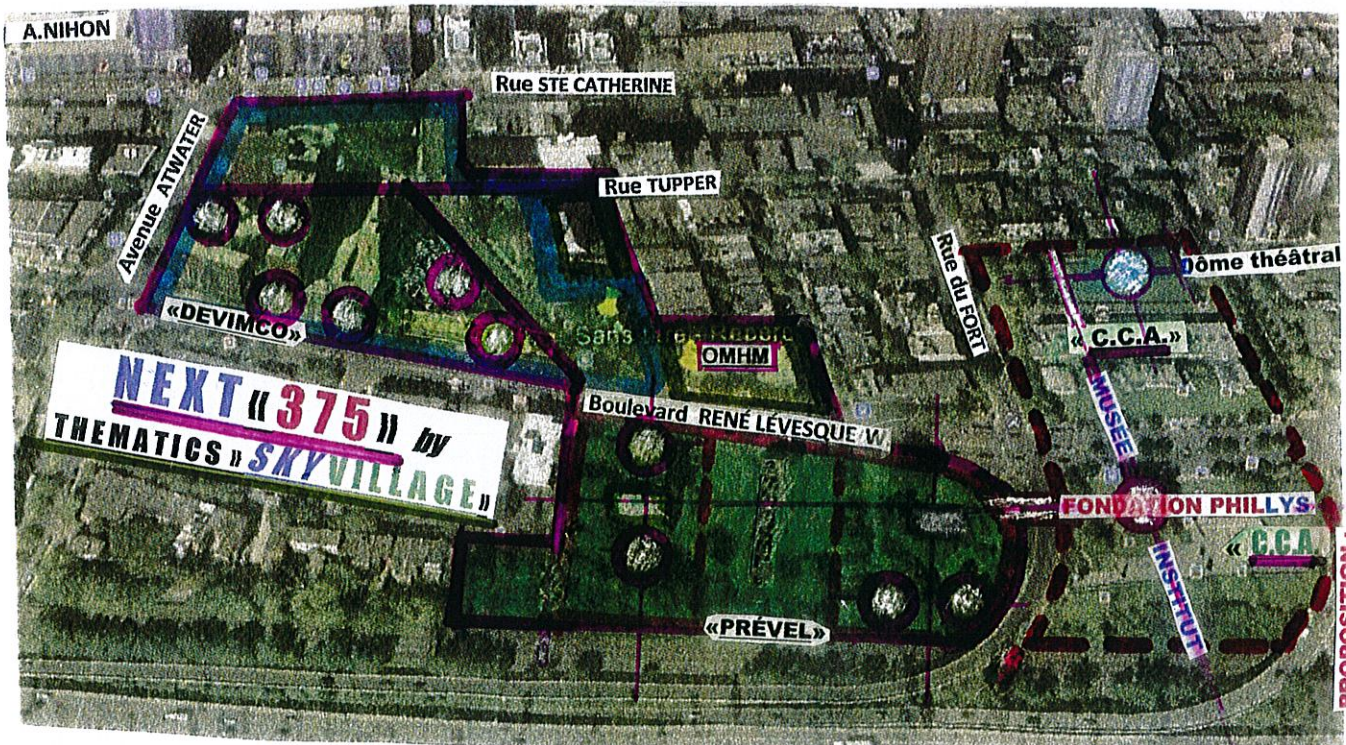 A.NIHON
Rue STE CATHERINE
Avenue ATWATER
Rue TUPPER
Rue du FORT
Dôme théâtral
«DEVIMCO»
« C.C.A.»
OMHM
NEXT « 375 » by
THEMATICS » SKYVILLAGE »
Boulevard RENÉ LÉVESQUE W
MUSÉE
FONDATION PHILLYS
« C.C.A
INSTITUT
«PRÉVEL»
PROPOSITION